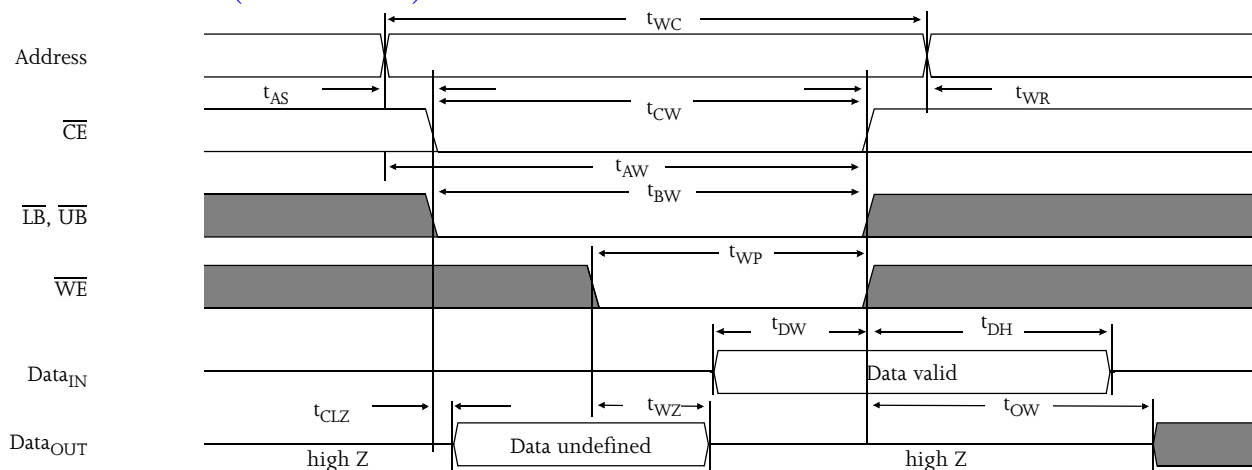 tWC
Address
tAS
tCW
tWR
CE
tAW
tBW
LB, UB
tWP
WE
tDW
tDH
DataIN
Data valid
tCLZ
tWZ
tOW
DataOUT
Data undefined
high Z
high Z